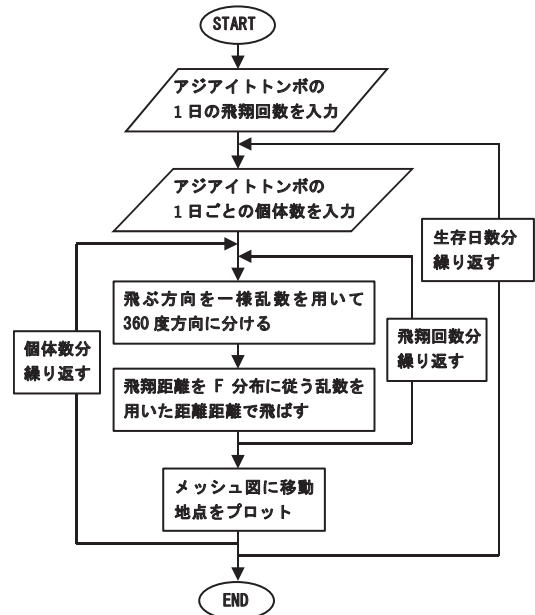 START
アジアイトトンボの
1日の飛翔回数を入力
アジアイトトンボの
1日ごとの個体数を入力
生存日数分
繰り返す
飛ぶ方向を一様乱数を用いて
360度方向に分ける
飛翔回数分
繰り返す
個体数分
繰り返す
飛翔距離を F 分布に従う乱数を
用いた距離距離で飛ばす
メッシュ図に移動
地点をプロット
END